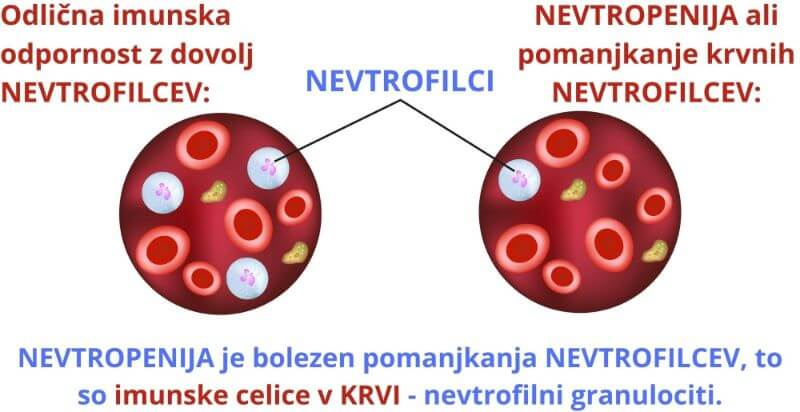 Odlična imunska
odpornost z dovolj
NEVTROFILCEV:
NEVTROFILCI
NEVTROPENIJA ali
pomanjkanje krvnih
NEVTROFILCEV:
NEVTROPENIJA je bolezen pomanjkanja NEVTROFILCEV, to
so imunske celice v KRVI - nevtrofilni granulociti.